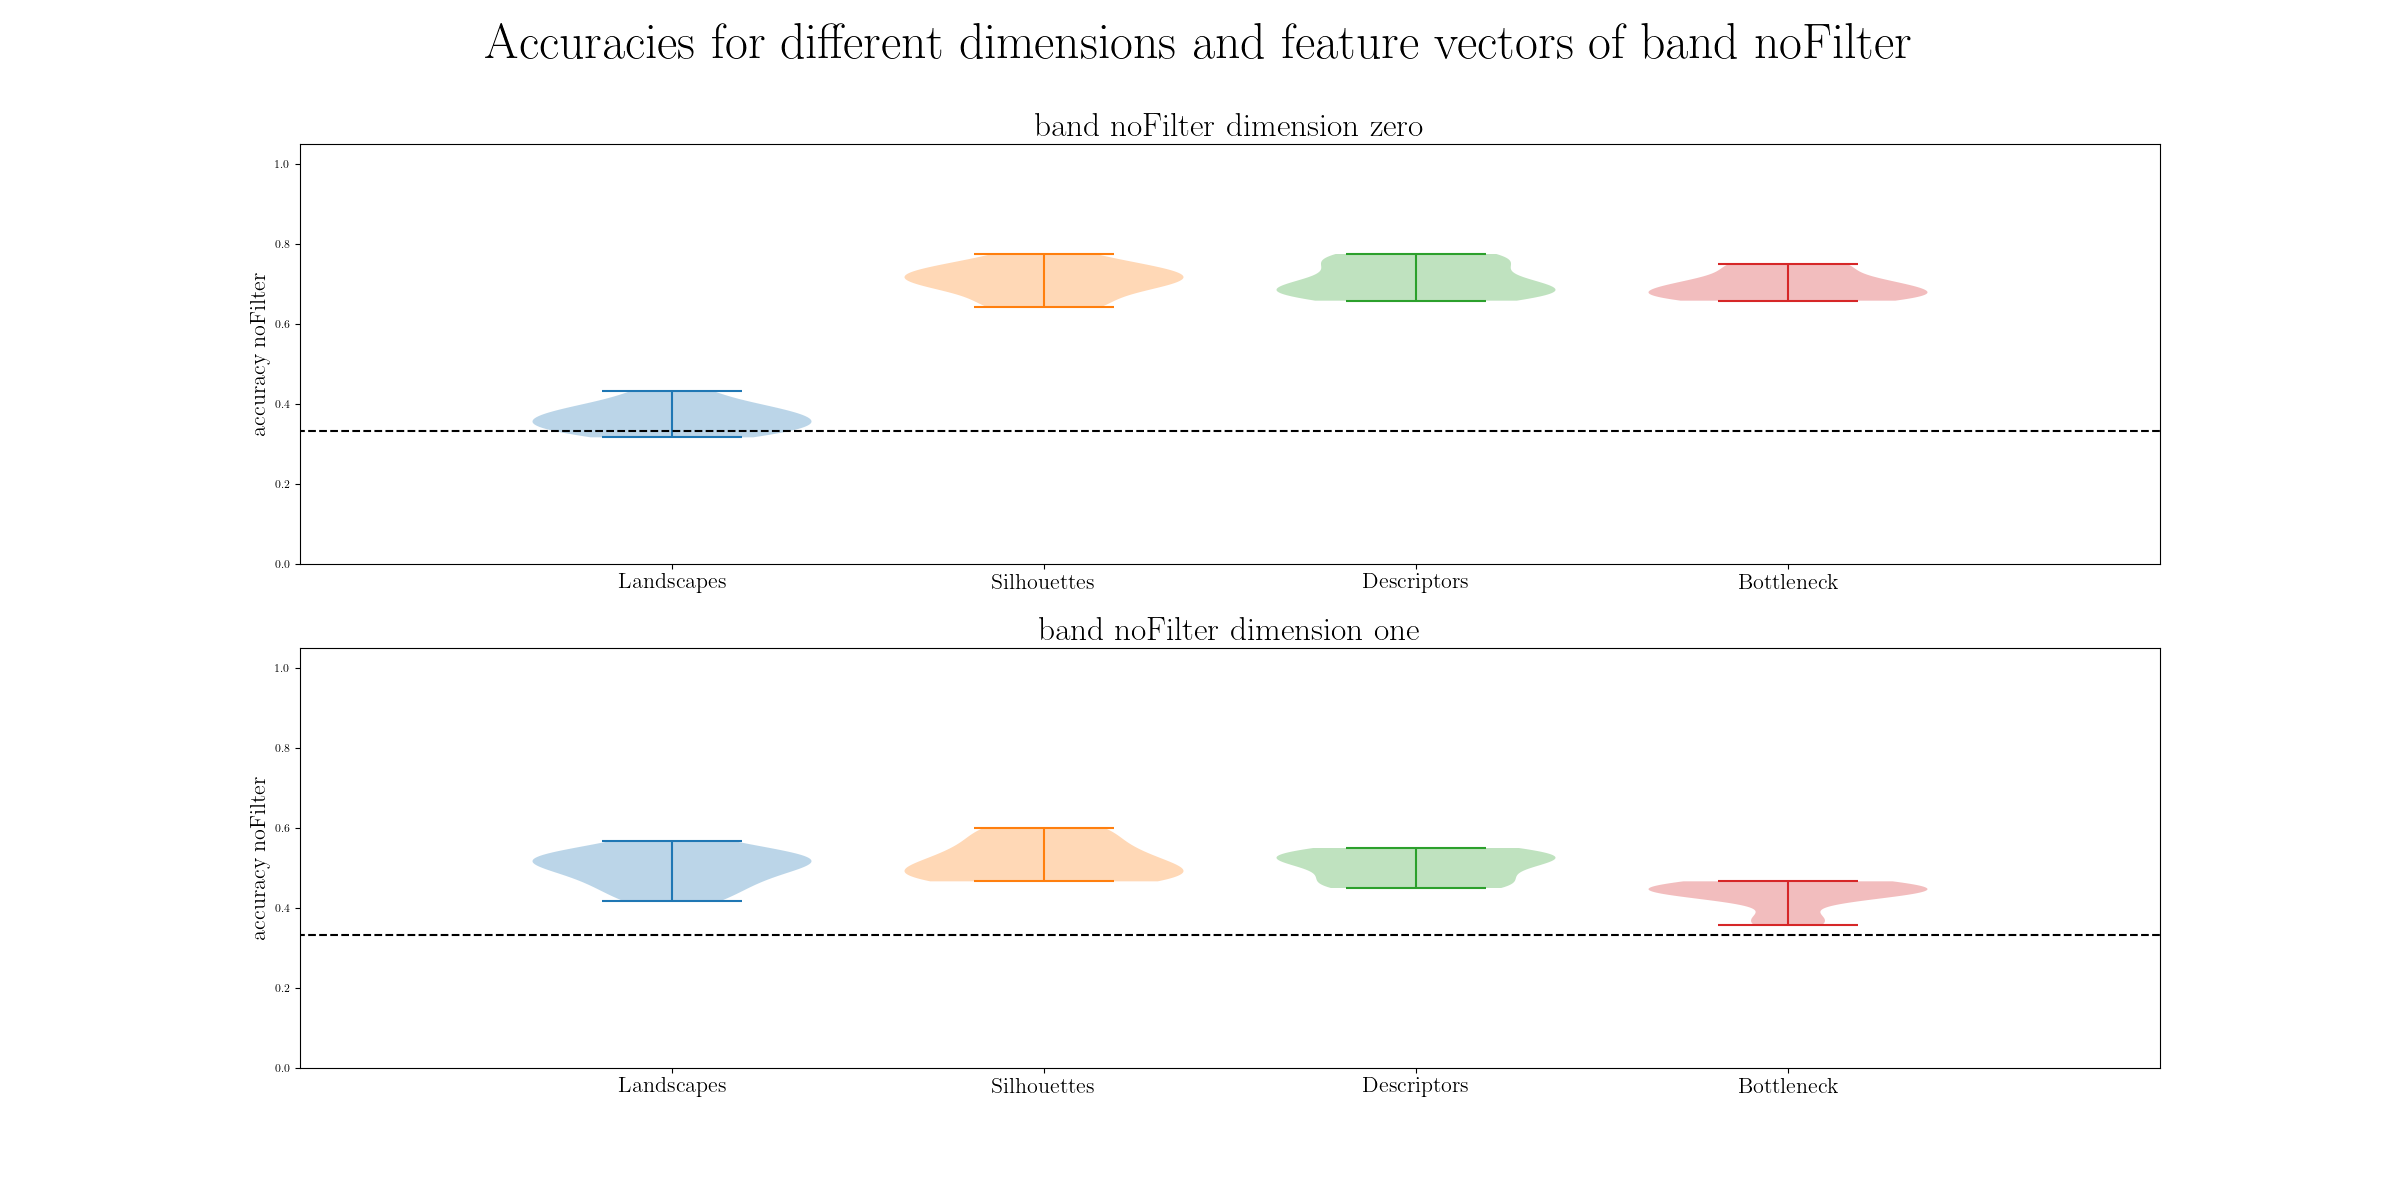 Accuracies for different dimensions and feature vectors of band noFilter
band noFilter dimension zero
accuracy noFilter
1.0
0.8
0.6
0.4
0.2
0.0
Landscapes
Silhouettes
Descriptors
Bottleneck
band noFilter dimension one
accuracy noFilter
1.0
0.8
0.6
0.4
0.2
0.0
Landscapes
Silhouettes
Descriptors
Bottleneck